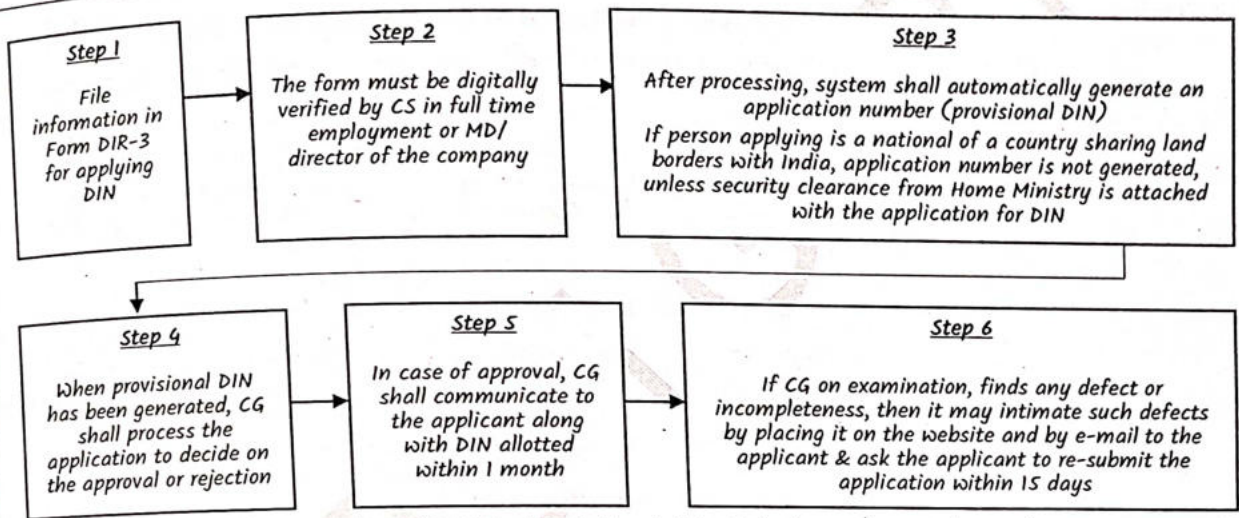 Step 1
File
information in
Form DIR-3
for applying
DIN
Step 2
The form must be digitally
verified by CS in full time
employment or MD/
director of the company
Step 3
After processing, system shall automatically generate an
application number (provisional DIN)
If person applying is a national of a country sharing land
borders with India, application number is not generated,
unless security clearance from Home Ministry is attached
with the application for DIN
Step 4
When provisional DIN
has been generated, CG
shall process the
application to decide on
the approval or rejection
Step 5
In case of approval, CG
shall communicate to
the applicant along
with DIN allotted
within 1 month
Step 6
If CG on examination, finds any defect or
incompleteness, then it may intimate such defects
by placing it on the website and by e-mail to the
applicant & ask the applicant to re-submit the
application within 15 days